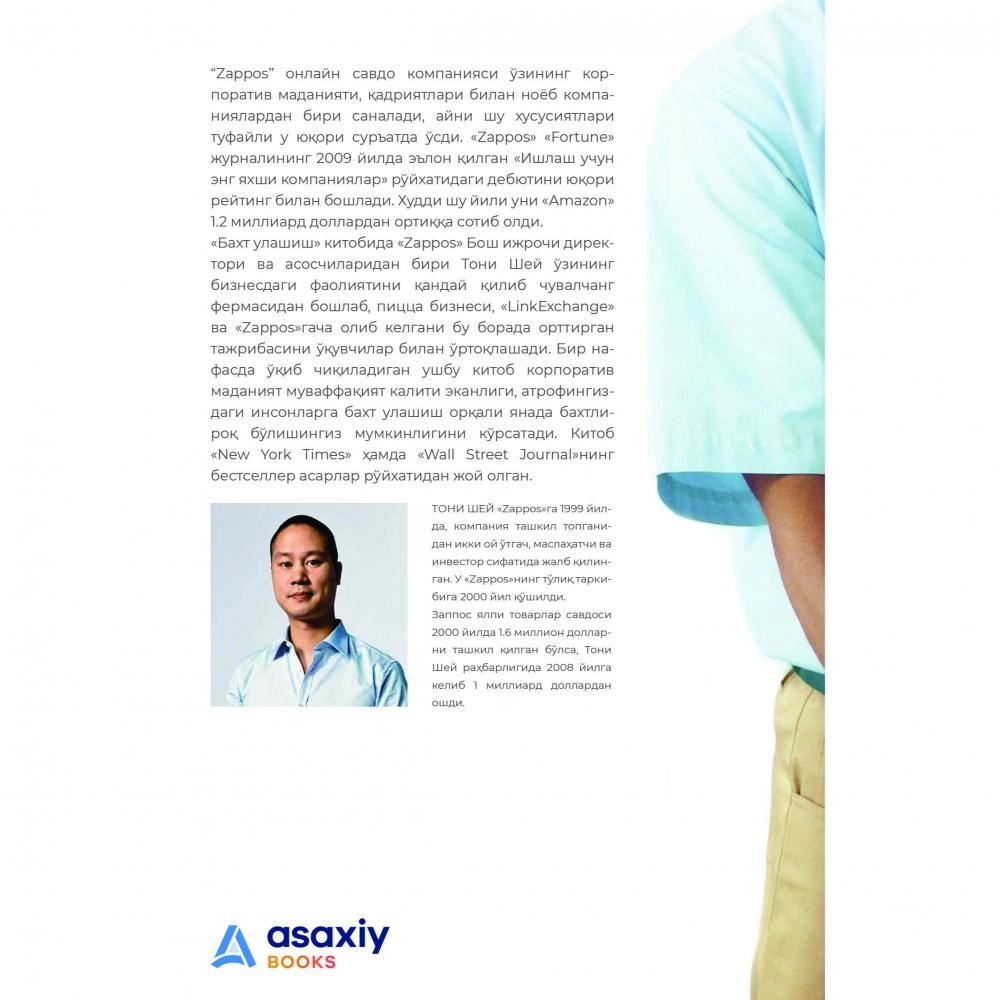 “Zappos” онлайн савдо компанияси ўзининг кор-
поратив маданияти, қадриятлари билан ноёб компа-
ниялардан бири саналади, айни шу хусусиятлари
туфайли у юқори суръатда ўсди. «Zappos» «Fortune»
журналининг 2009 йилда эълон қилган «Ишлаш учун
энг яхши компаниялар» рўйхатидаги дебютини юқори
рейтинг билан бошлади. Худди шу йили уни «Amazon»
1.2 миллиард доллардан ортиққа сотиб олди.
«Бахт улашиш» китобида «Zappos» Бош ижрочи дирек-
тори ва асосчиларидан бири Тони Шей ўзининг
бизнесдаги фаолиятини қандай қилиб чувалчанг
фермасидан бошлаб, пицца бизнеси, «LinkExchange»
ва «Zappos»гача олиб келгани бу борада орттирган
тажрибасини ўқувчилар билан ўртоқлашади. Бир на-
фасда ўқиб чиқиладиган ушбу китоб корпоратив
маданият муваффақият калити эканлиги, атрофингиз-
даги инсонларга бахт улашиш орқали янада бахтли-
роқ бўлишингиз мумкинлигини кўрсатади. Китоб
«New York Times» ҳамда «Wall Street Journal»нинг
бестселлер асарлар рўйхатидан жой олган.
ТОНИ ШЕЙ «Zappos»га 1999 йил-
да, компания ташкил топгани-
дан икки ой ўтгач, маслаҳатчи ва
инвестор сифатида жалб қилин-
ган. У «Zappos»нинг тўлиқ тарки-
бига 2000 йил қўшилди.
Заппос ялпи товарлар савдоси
2000 йилда 1.6 миллион доллар-
ни ташкил қилган бўлса, Тони
Шей раҳбарлигида 2008 йилга
келиб 1 миллиард доллардан
ошди.
asaxiy
BOOKS